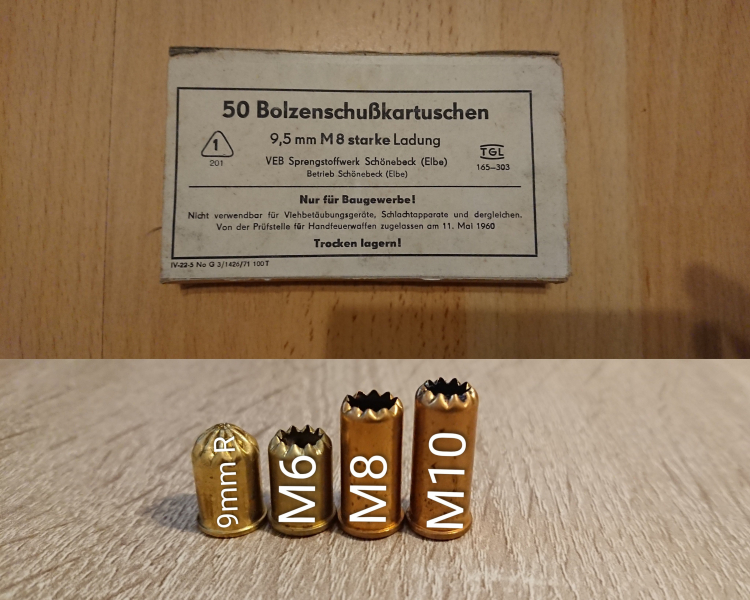 50 Bolzenschußkartuschen
9,5 mm M 8 starke Ladung
1
201
VEB Sprengstoffwerk Schönebeck (Elbe)
Betrieb Schönebeck (Elbe)
TGL
165-303
Nur für Baugewerbe!
Nicht verwendbar für Viehbetäubungsgeräte, Schlachtapparate und dergleichen.
Von der Prüfstelle für Handfeuerwaffen zugelassen am 11. Mai 1960
Trocken lagern!
IV-22-5 No G 3/1426/71 100 T
9mm R
M6
M8
M10